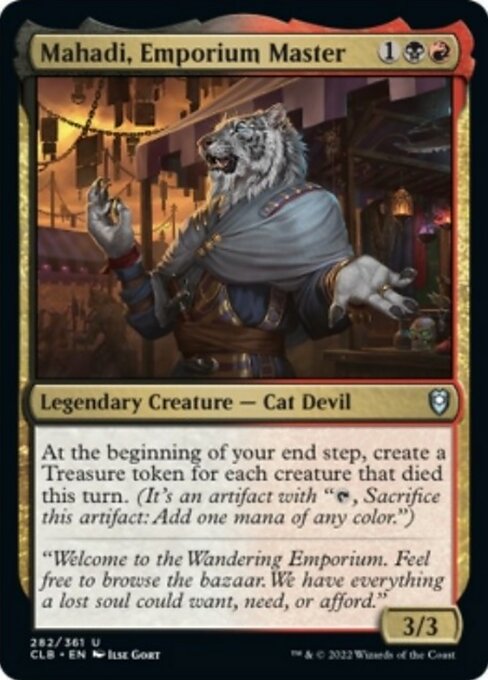 Mahadi, Emporium Master 1
Legendary Creature — Cat Devil
At the beginning of your end step, create a
Treasure token for each creature that died
this turn. (It's an artifact with “, Sacrifice
this artifact: Add one mana of any color.”)
“Welcome to the Wandering Emporium. Feel
free to browse the bazaar. We have everything
a lost soul could want, need, or afford.”
3/3
282/361 U
CLB • EN Ilse Gort
™ & © 2022 Wizards of the Coast